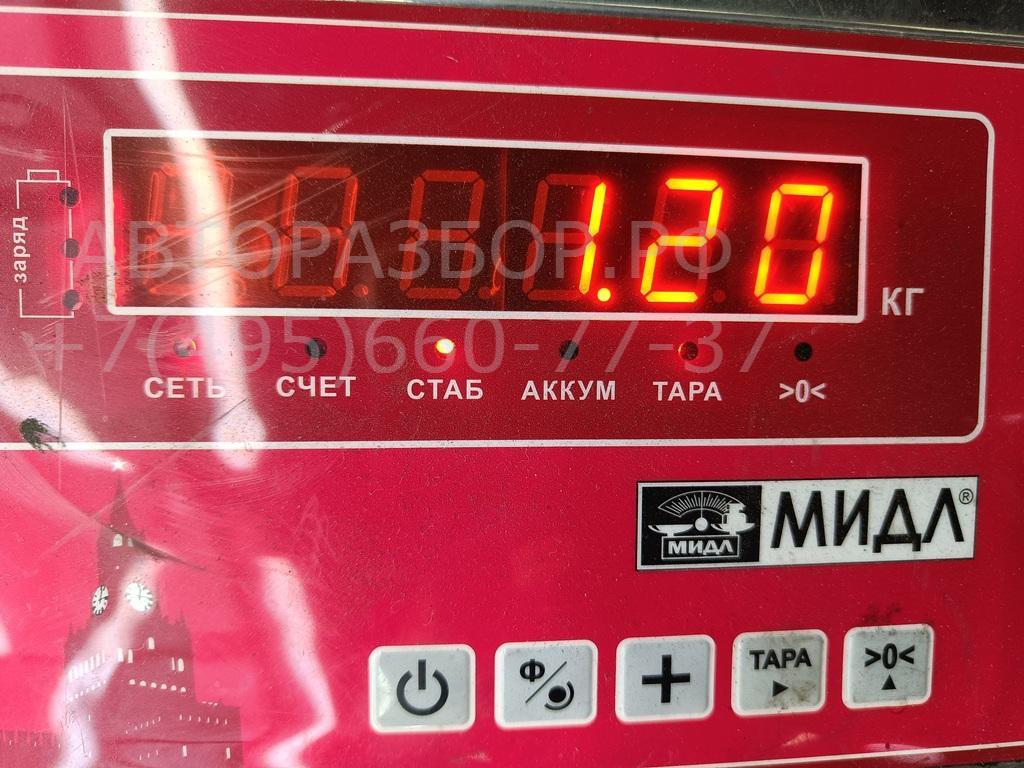 заряд
1.20
КГ
АВТОРАЗБОР.РФ
+7(495)660-77-37
СЕТЬ СЧЕТ СТАБ АККУМ ТАРА >0<
МИДЛ МИДЛ®
Ф ТАРА >0<